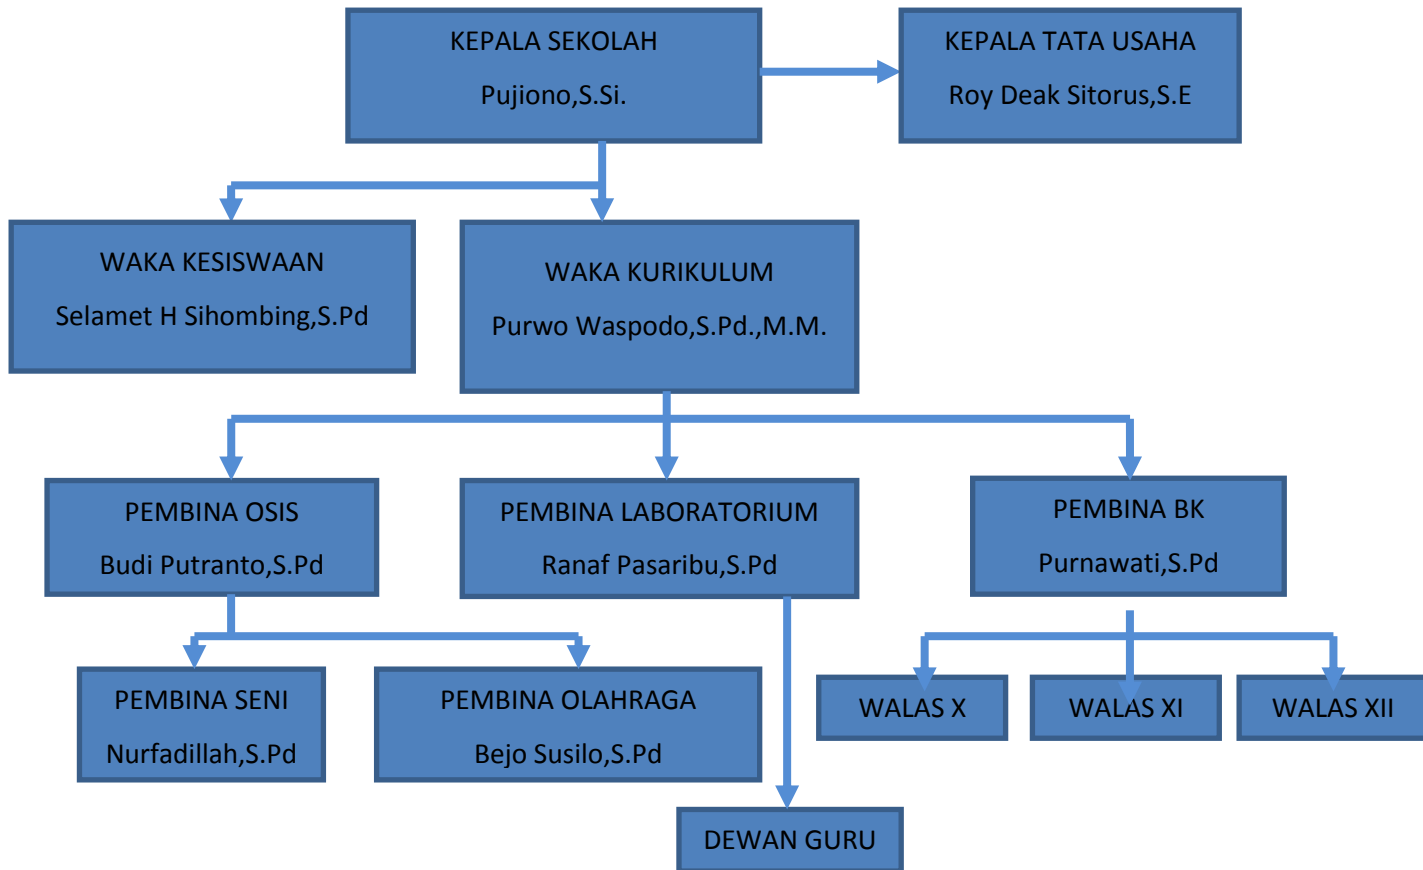 KEPALA SEKOLAH
Pujiono,S.Si.
KEPALA TATA USAHA
Roy Deak Sitorus,S.E
WAKA KESISWAAN
Selamet H Sihombing,S.Pd
WAKA KURIKULUM
Purwo Waspodo,S.Pd.,M.M.
PEMBINA OSIS
Budi Putranto,S.Pd
PEMBINA LABORATORIUM
Ranaf Pasaribu,S.Pd
PEMBINA BK
Purnawati,S.Pd
PEMBINA SENI
Nurfadillah,S.Pd
PEMBINA OLAHRAGA
Bejo Susilo,S.Pd
WALAS X
WALAS XI
WALAS XII
DEWAN GURU